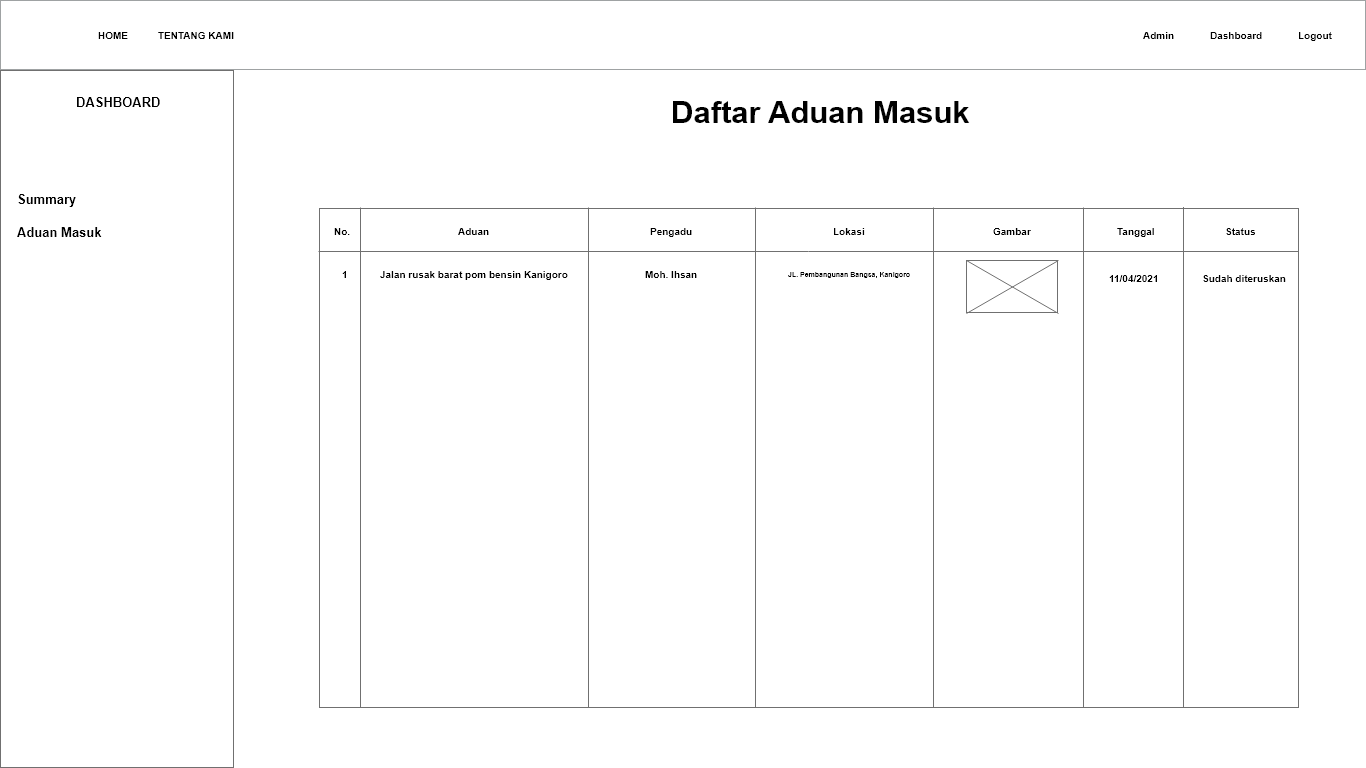 HOME TENTANG KAMI Admin Dashboard Logout
DASHBOARD
Summary
Aduan Masuk
Daftar Aduan Masuk
No. Aduan Pengadu Lokasi Gambar Tanggal Status
1 Jalan rusak barat pom bensin Kanigoro Moh. Ihsan JL. Pembangunan Bangsa, Kanigoro 11/04/2021 Sudah diteruskan